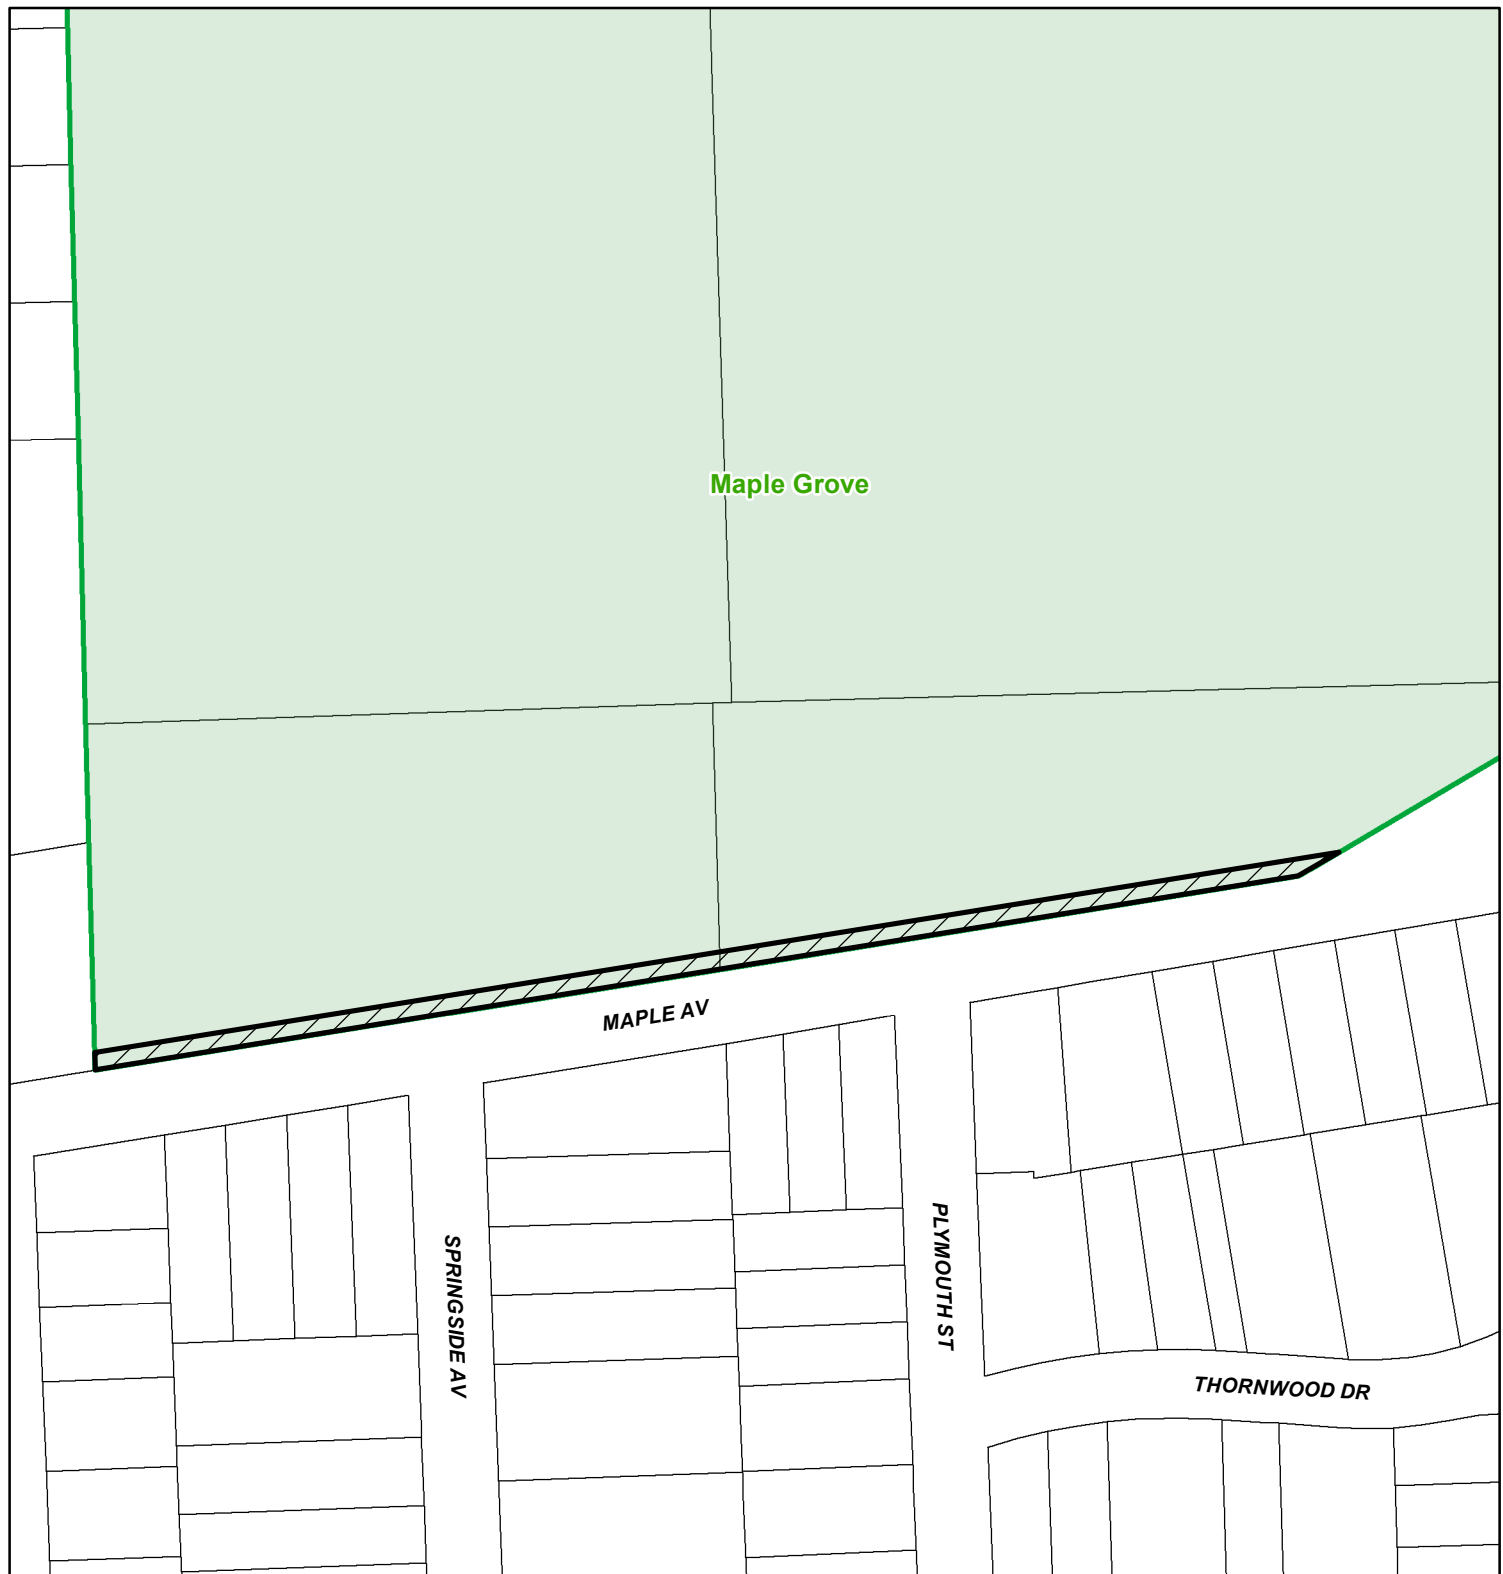 Maple Grove
MAPLE AV
SPRINGSIDE AV
PLYMOUTH ST
THORNWOOD DR